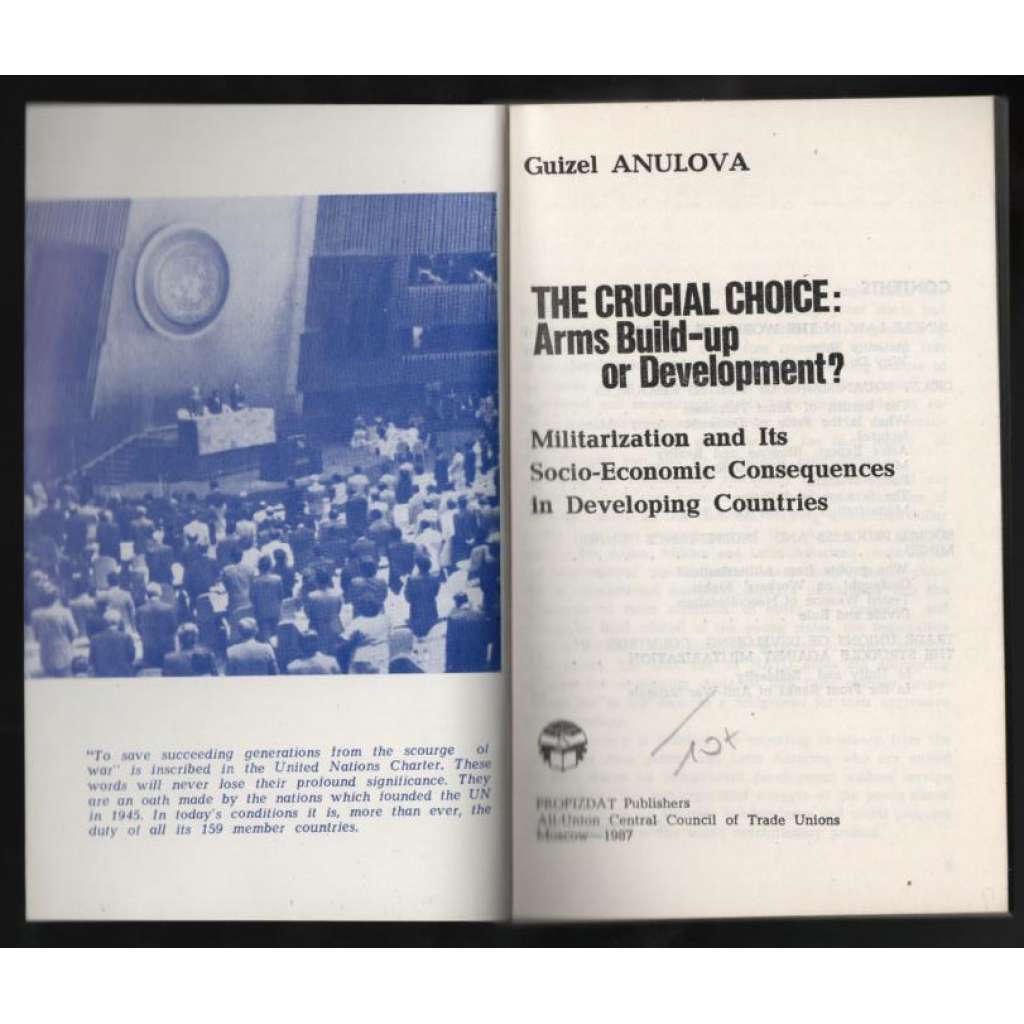 "To save succeeding generations from the scourge of
war" is inscribed in the United Nations Charter. These
words will never lose their profound significance. They
are an oath made by the nations which founded the UN
in 1945. In today's conditions it is, more than ever, the
duty of all its 159 member countries.
Guizel ANULOVA
THE CRUCIAL CHOICE:
Arms Build-up
or Development?
Militarization and Its
Socio-Economic Consequences
in Developing Countries
PROFIZDAT Publishers
All-Union Central Council of Trade Unions
Moscow—1987